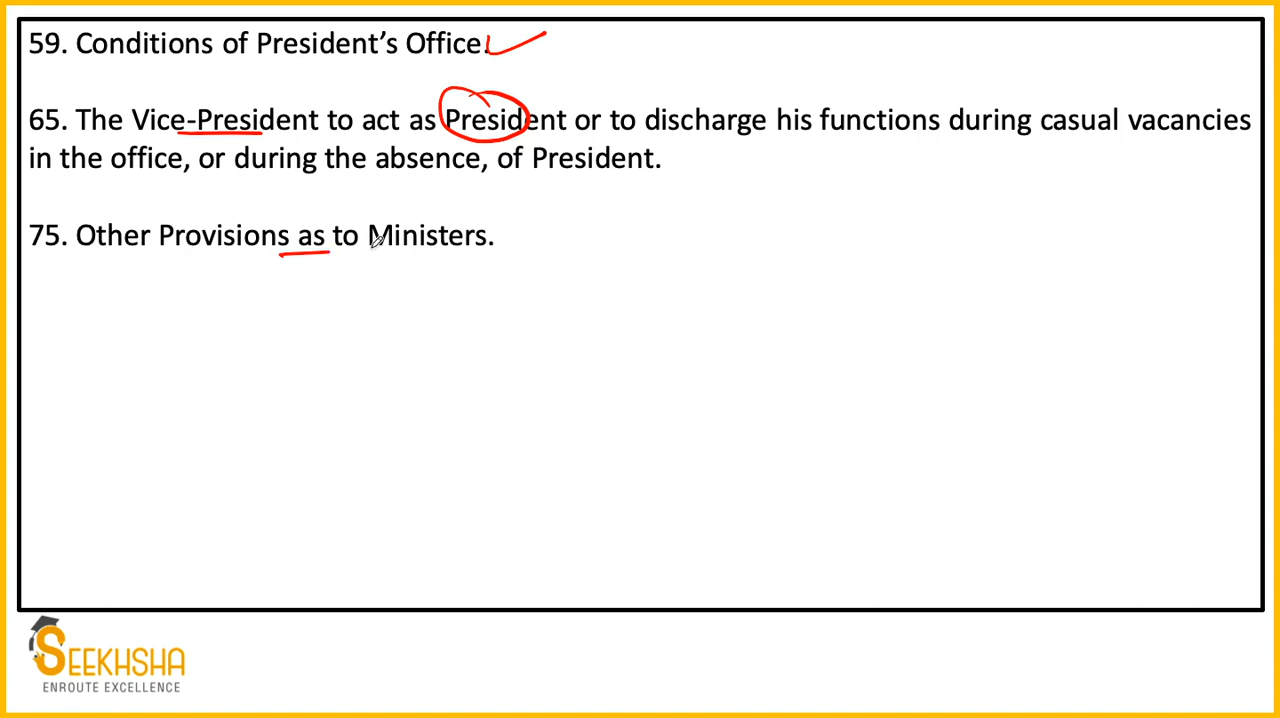 59. Conditions of President’s Office.
65. The Vice-President to act as President or to discharge his functions during casual vacancies
in the office, or during the absence, of President.
75. Other Provisions as to Ministers.
SEEKHSHA
ENROUTE EXCELLENCE